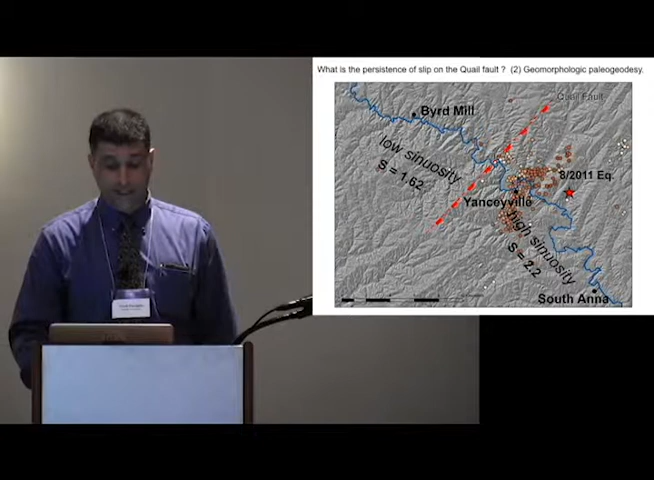 What is the persistence of slip on the Quail fault ? (2) Geomorphologic paleogeodesy.
Quail Fault
Byrd Mill
low sinuosity
S = 1.62
8/2011 Eq.
Yanceyville
high sinuosity
S = 2.2
South Anna